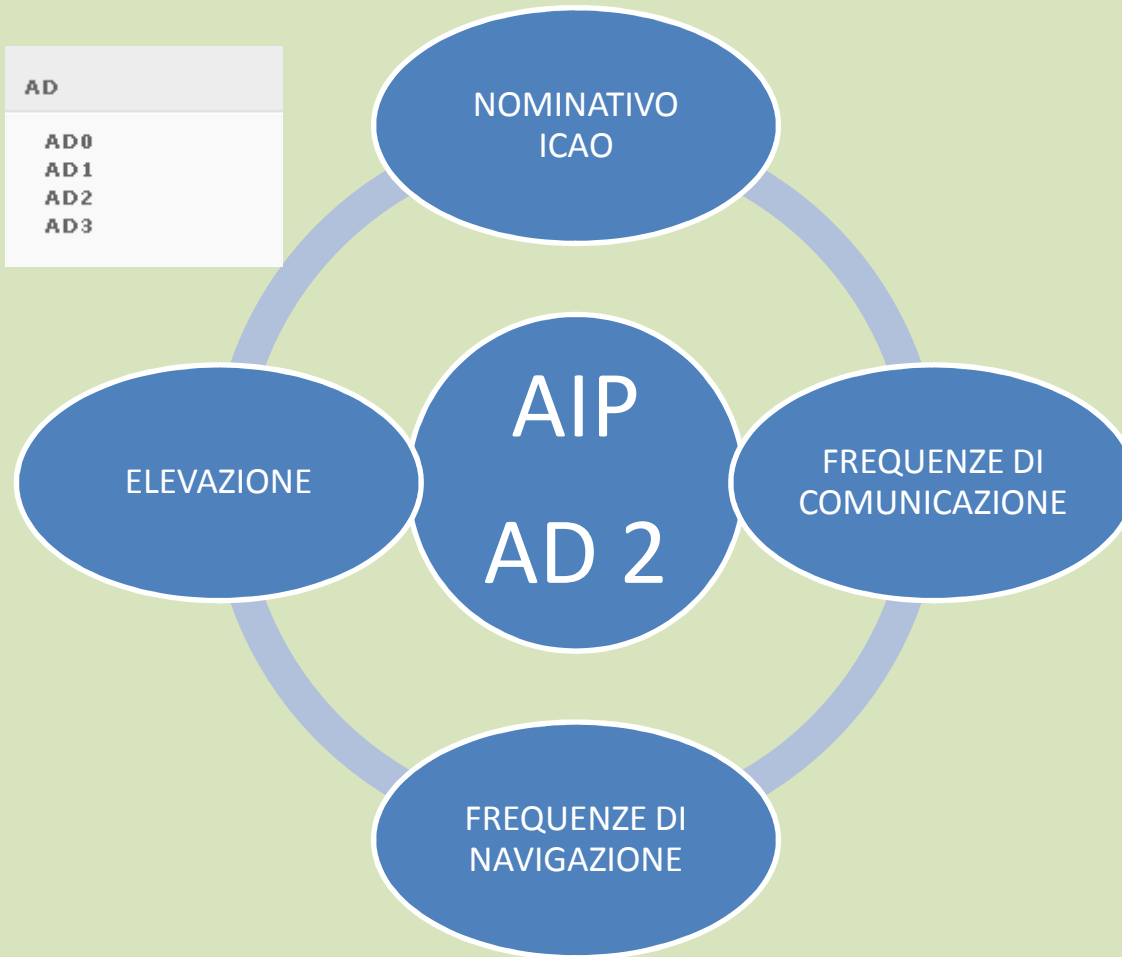 AD
AD0
AD1
AD2
AD3
NOMINATIVO
ICAO
ELEVAZIONE
AIP
AD 2
FREQUENZE DI
COMUNICAZIONE
FREQUENZE DI
NAVIGAZIONE